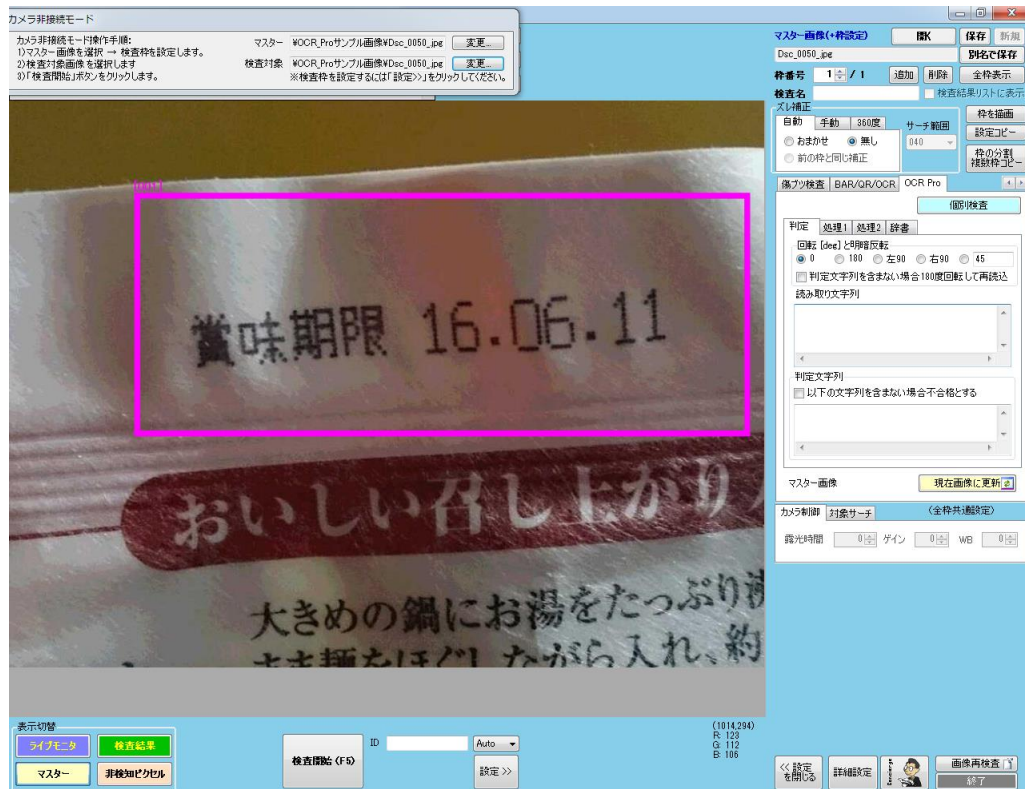 カメラ非接続モード
カメラ非接続モード操作手順:
1)マスター画像を選択 → 検査枠を設定します。
2)検査対象画像を選択します
3)「検査開始」ボタンをクリックします。
マスター ¥OCR_Proサンプル画像¥Dsc_0050_jpg 変更...
検査対象 ¥OCR_Proサンプル画像¥Dsc_0050_jpg 変更...
※検査枠を設定するには「設定>>」をクリックしてください。
賞味期限 16.06.11
おいしい召し上がり
大きめの鍋にお湯をたっぷり沸
まま麺をほぐしながら入れ、約
マスター画像(+枠設定) 開K 保存 新規
Dsc_0050_jpg 別名で保存
枠番号 1 / 1 追加 削除 全枠表示
検査名 検査結果リストに表示
ズレ補正
自動 手動 360度 サーチ範囲
おまかせ 無し 040
前の枠と同じ補正
枠を描画
設定コピー
枠の分割
複数枠コピー
傷ブツ検査 BAR/QR/OCR OCR Pro
個別検査
判定 処理1 処理2 辞書
回転 [deg] と明暗反転
0 180 左90 右90 45
判定文字列を含まない場合180度回転して再読込
読み取り文字列
判定文字列
以下の文字列を含まない場合不合格とする
マスター画像 現在画像に更新
カメラ制御 対象サーチ (全枠共通設定)
露光時間 0 ゲイン 0 WB 0
表示切替
ライブモニタ 検査結果
マスター 非検知ピクセル
検査開始 (F5)
ID Auto
設定 >>
(1014,294)
R: 123
G: 112
B: 106
<< 設定を閉じる 詳細設定 画像再検査
終了